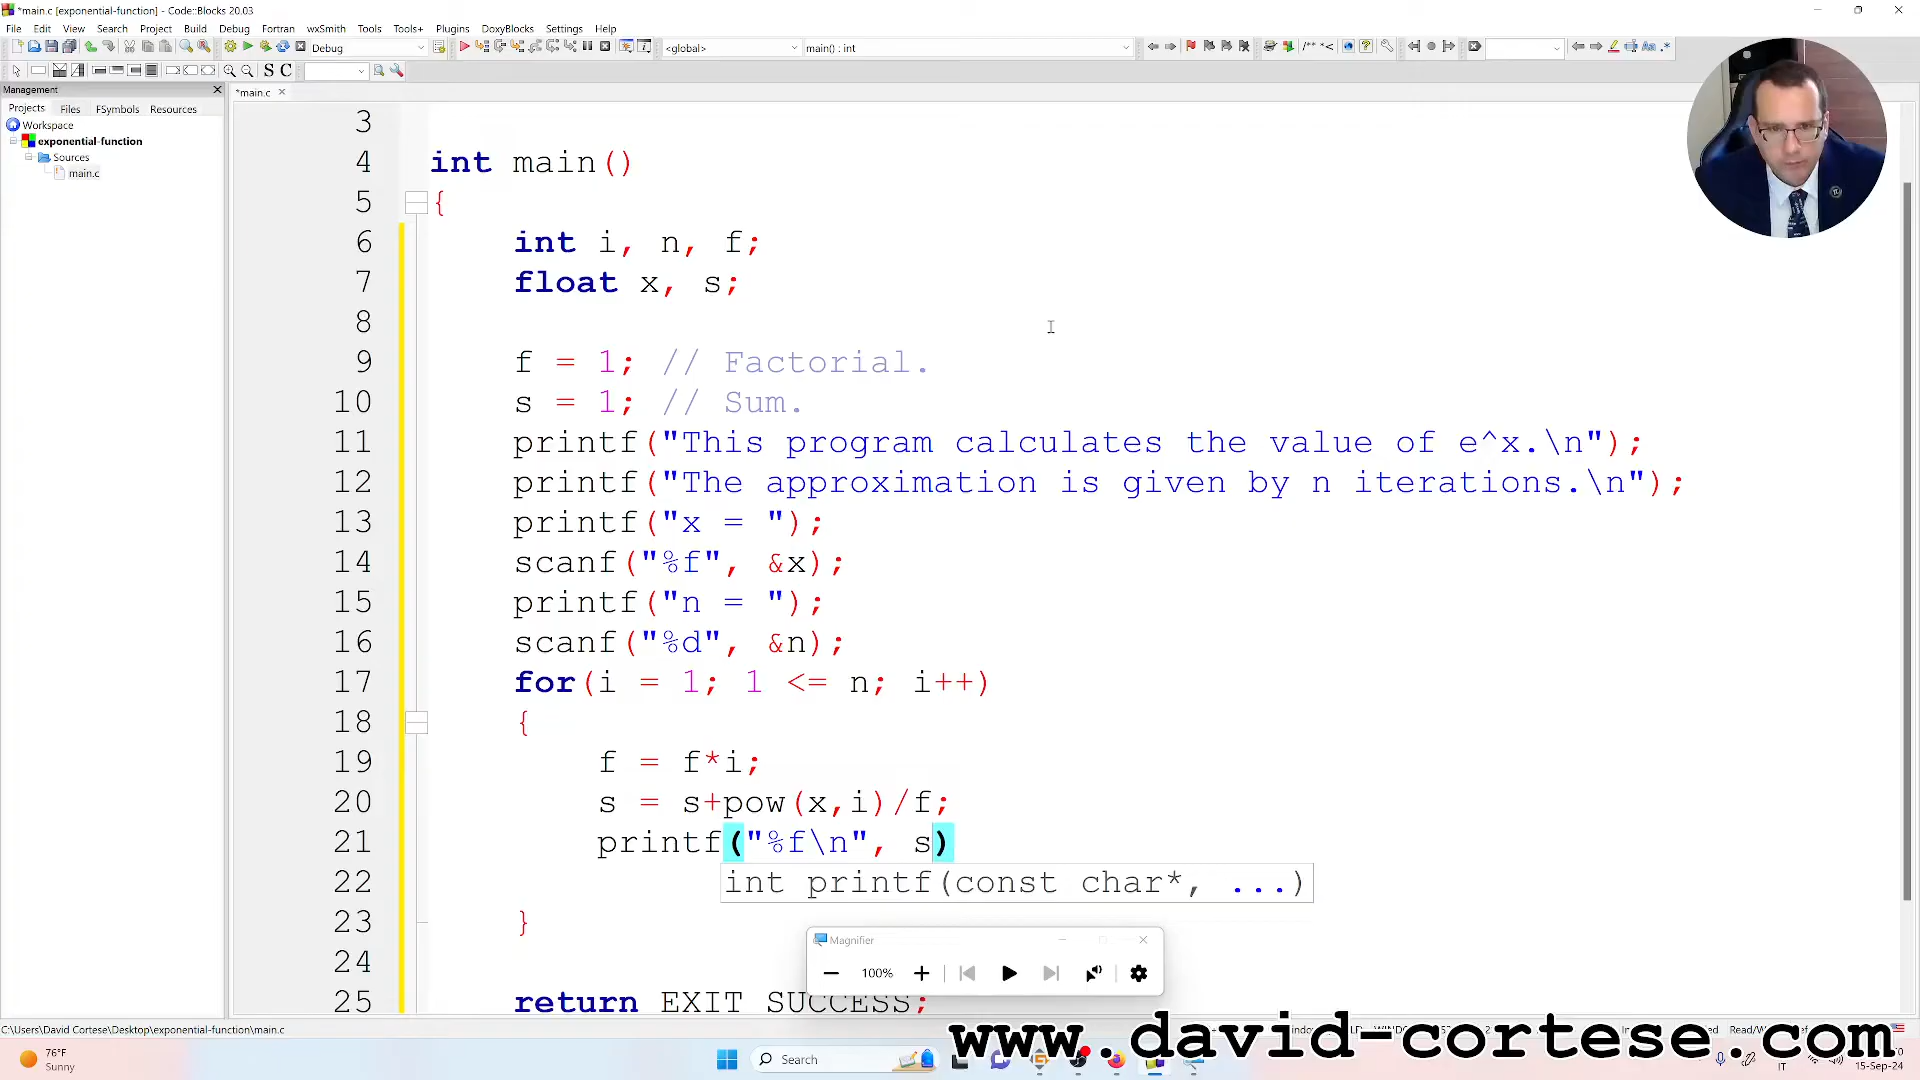 *main.c [exponential-function] - Code::Blocks 20.03
File Edit View Search Project Build Debug Fortran wxSmith Tools Tools+ Plugins DoxyBlocks Settings Help
Debug
<global>
main() : int
S C
Management
Projects Files FSymbols Resources
Workspace
exponential-function
Sources
main.c
*main.c
3
4 int main()
5 {
6 int i, n, f;
7 float x, s;
8
9 f = 1; // Factorial.
10 s = 1; // Sum.
11 printf("This program calculates the value of e^x.\n");
12 printf("The approximation is given by n iterations.\n");
13 printf("x = ");
14 scanf("%f", &x);
15 printf("n = ");
16 scanf("%d", &n);
17 for(i = 1; 1 <= n; i++)
18 {
19 f = f*i;
20 s = s+pow(x,i)/f;
21 printf("%f\n", s)
22 int printf(const char*, ...)
23 }
24
25 return EXIT_SUCCESS;
Magnifier
100%
C:\Users\David Cortese\Desktop\exponential-function\main.c
www.david-cortese.com
76°F
Sunny
Search
IT
15-Sep-24